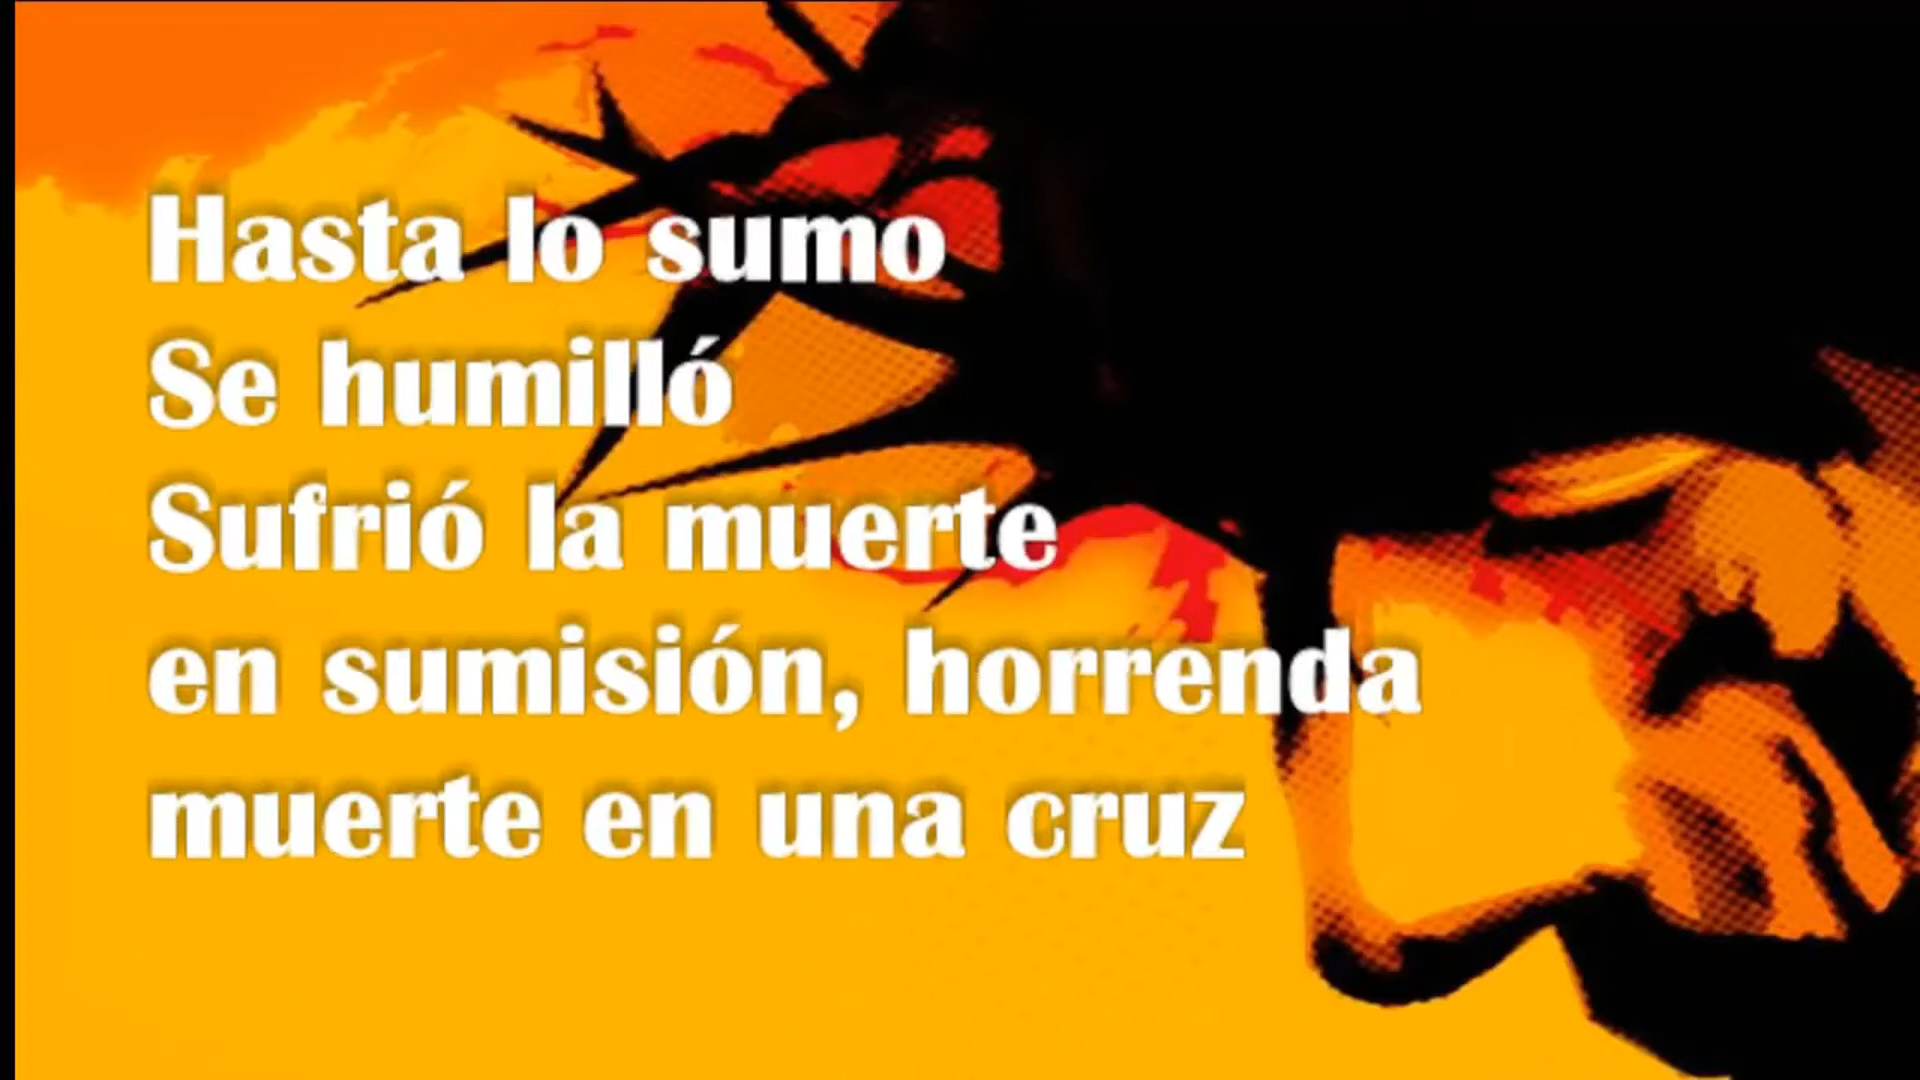 Hasta lo sumo
Se humilló
Sufrió la muerte
en sumisión, horrenda
muerte en una cruz